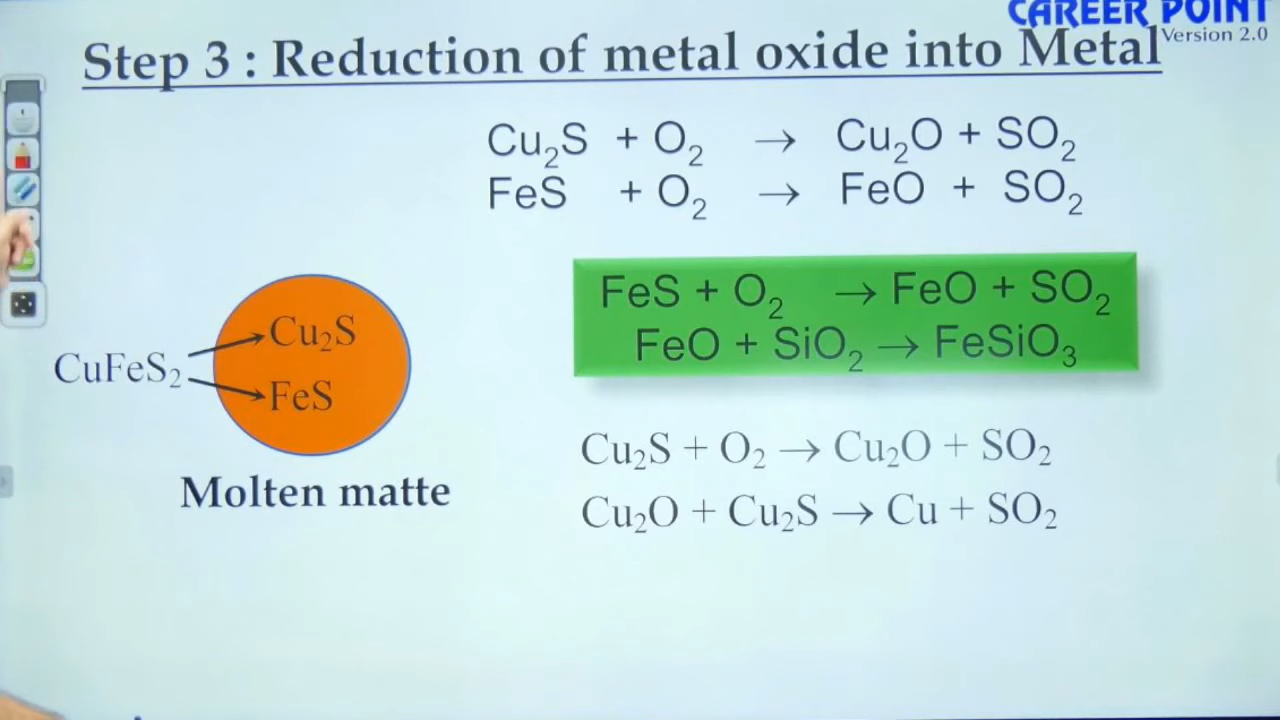 CAREER POINT
Version 2.0
Step 3 : Reduction of metal oxide into Metal
Cu₂S + O₂ → Cu₂O + SO₂
FeS + O₂ → FeO + SO₂
FeS + O₂ → FeO + SO₂
FeO + SiO₂ → FeSiO₃
CuFeS₂
Cu₂S
FeS
Molten matte
Cu₂S + O₂ → Cu₂O + SO₂
Cu₂O + Cu₂S → Cu + SO₂